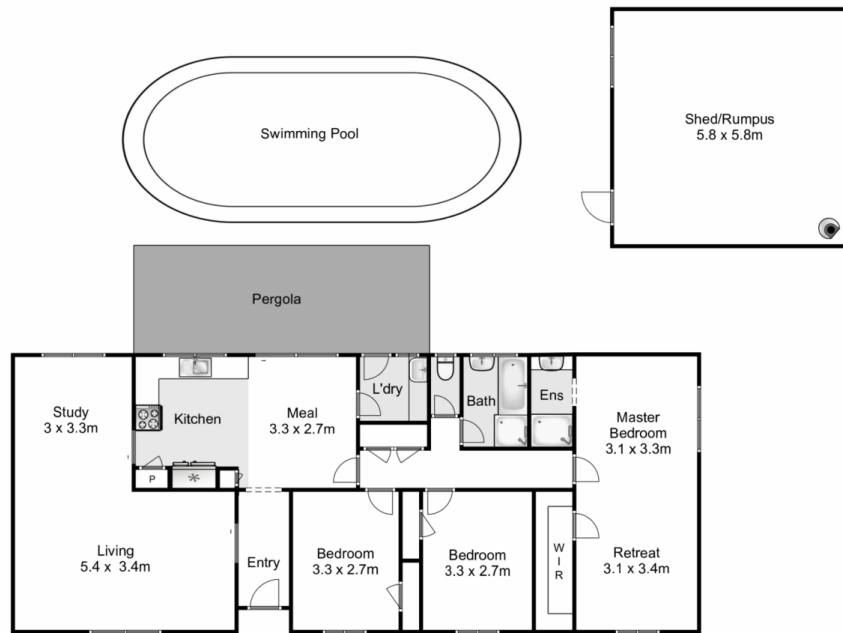 Swimming Pool
Shed/Rumpus
5.8 x 5.8m
Pergola
Study
3 x 3.3m
Kitchen
Meal
3.3 x 2.7m
L'dry
Bath
Ens
Master
Bedroom
3.1 x 3.3m
P
Living
5.4 x 3.4m
Entry
Bedroom
3.3 x 2.7m
Bedroom
3.3 x 2.7m
W
I
R
Retreat
3.1 x 3.4m